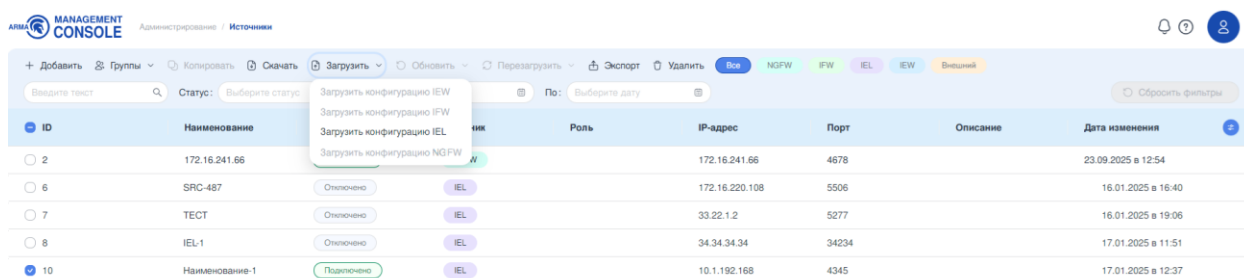 ARMA MANAGEMENT CONSOLE Администрирование / Источники
+ Добавить Группы Копировать Скачать Загрузить Обновить Перезагрузить Экспорт Удалить Все NGFW IFW IEL IEW Внешний
Введите текст Статус: Выберите статус По: Выберите дату Сбросить фильтры
Загрузить конфигурацию IEW
Загрузить конфигурацию IFW
Загрузить конфигурацию IEL
Загрузить конфигурацию NGFW
ID Наименование Роль IP-адрес Порт Описание Дата изменения
2 172.16.241.66 172.16.241.66 4678 23.09.2025 в 12:54
6 SRC-487 Отключено IEL 172.16.220.108 5506 16.01.2025 в 16:40
7 ТЕСТ Отключено IEL 33.22.1.2 5277 16.01.2025 в 19:06
8 IEL-1 Отключено IEL 34.34.34.34 34234 17.01.2025 в 11:51
10 Наименование-1 Подключено IEL 10.1.192.168 4345 17.01.2025 в 12:37